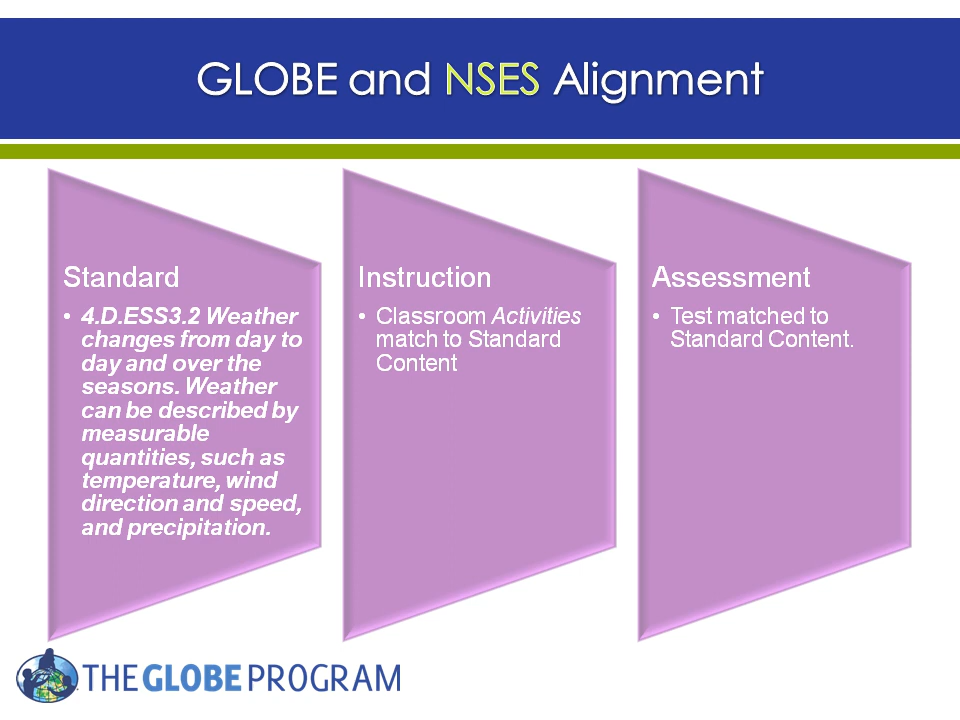 GLOBE and NSES Alignment
Standard
• 4.D.ESS3.2 Weather
changes from day to
day and over the
seasons. Weather
can be described by
measurable
quantities, such as
temperature, wind
direction and speed,
and precipitation.
Instruction
• Classroom Activities
match to Standard
Content
Assessment
• Test matched to
Standard Content.
THE GLOBE PROGRAM